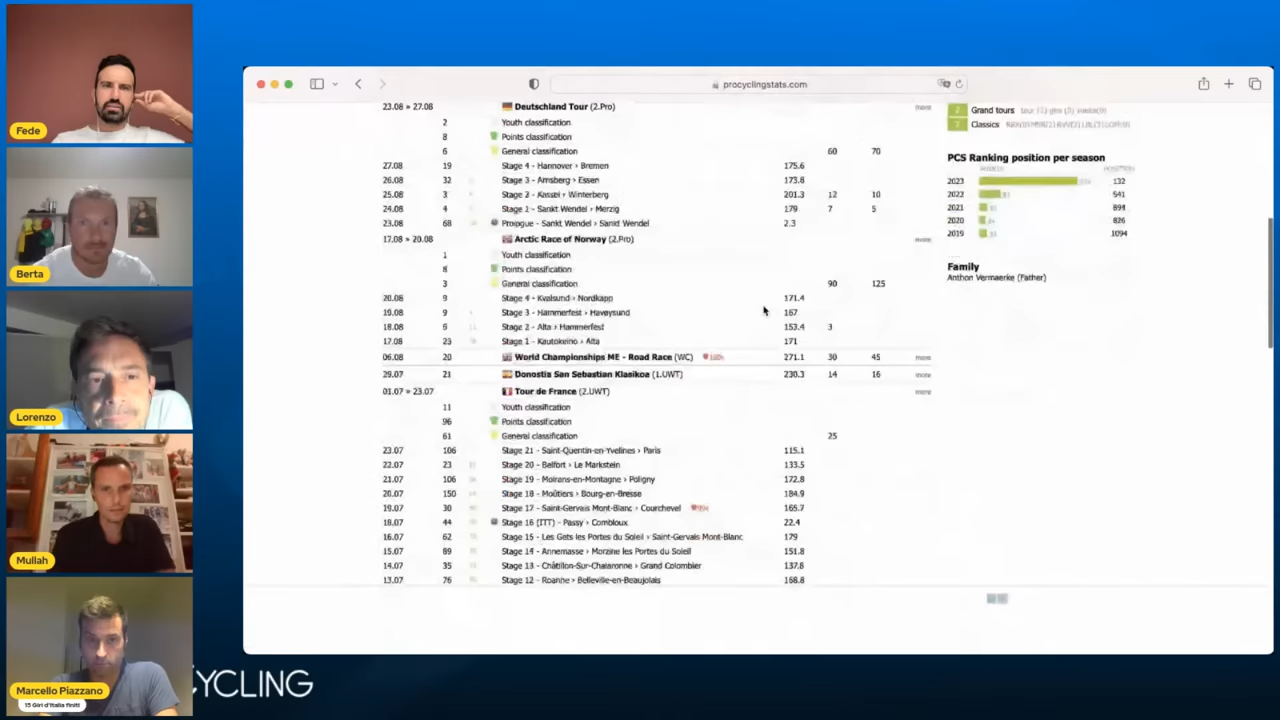 Fede
Berta
Lorenzo
Mullah
Marcello Piazzano
15 Giri d'Italia finiti
YCLING
procyclingstats.com
23.08 » 27.08 Deutschland Tour (2.Pro) more
2 Youth classification
8 Points classification
6 General classification 60 70
27.08 19 Stage 4 - Hannover › Bremen 175.6
26.08 32 Stage 3 - Arnsberg › Essen 173.8
25.08 3 Stage 2 - Kassel › Winterberg 201.3 12 10
24.08 4 Stage 1 - Sankt Wendel › Merzig 179 7 5
23.08 68 Prologue - Sankt Wendel › Sankt Wendel 2.3
17.08 » 20.08 Arctic Race of Norway (2.Pro) more
1 Youth classification
8 Points classification
3 General classification 90 125
20.08 9 Stage 4 - Kvalsund › Nordkapp 171.4
19.08 9 Stage 3 - Hammerfest › Havøysund 167
18.08 6 Stage 2 - Alta › Hammerfest 153.4 3
17.08 23 Stage 1 - Kautokeino › Alta 171
06.08 20 World Championships ME - Road Race (WC) 271.1 30 45 more
29.07 21 Donostia San Sebastian Klasikoa (1.UWT) 230.3 14 16 more
01.07 » 23.07 Tour de France (2.UWT) more
11 Youth classification
96 Points classification
61 General classification 25
23.07 106 Stage 21 - Saint-Quentin-en-Yvelines › Paris 115.1
22.07 23 Stage 20 - Belfort › Le Markstein 133.5
21.07 106 Stage 19 - Moirans-en-Montagne › Poligny 172.8
20.07 150 Stage 18 - Moûtiers › Bourg-en-Bresse 184.9
19.07 30 Stage 17 - Saint-Gervais Mont-Blanc › Courchevel 165.7
18.07 44 Stage 16 (ITT) - Passy › Combloux 22.4
16.07 62 Stage 15 - Les Gets les Portes du Soleil › Saint-Gervais Mont-Blanc 179
15.07 89 Stage 14 - Annemasse › Morzine les Portes du Soleil 151.8
14.07 35 Stage 13 - Châtillon-Sur-Chalaronne › Grand Colombier 137.8
13.07 76 Stage 12 - Roanne › Belleville-en-Beaujolais 168.8
2 Grand tours
7 Classics
PCS Ranking position per season
2023 132
2022 541
2021 894
2020 826
2019 1094
Family
Anthon Vermaerke (Father)